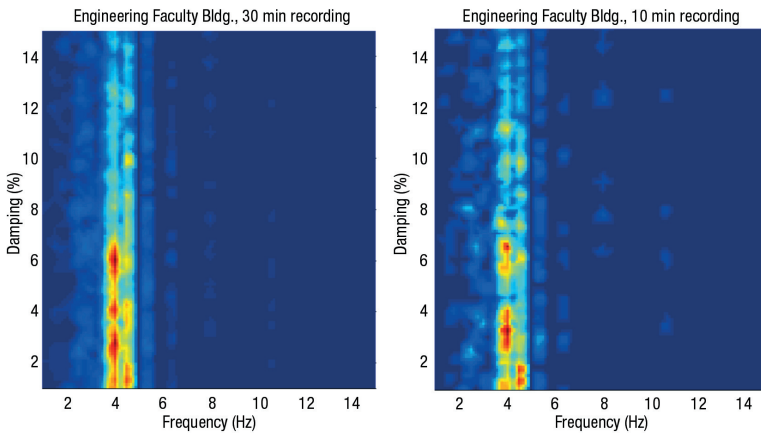 Engineering Faculty Bldg., 30 min recording
14
12
10
8
6
4
2
Damping (%)
2 4 6 8 10 12 14
Frequency (Hz)
Engineering Faculty Bldg., 10 min recording
14
12
10
8
6
4
2
Damping (%)
2 4 6 8 10 12 14
Frequency (Hz)